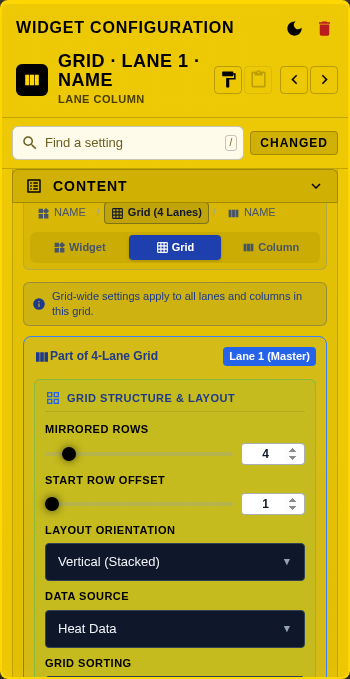 WIDGET CONFIGURATION
GRID · LANE 1 ·
NAME
LANE COLUMN
Find a setting
/
CHANGED
CONTENT
NAME / Grid (4 Lanes) / NAME
Widget Grid Column
Grid-wide settings apply to all lanes and columns in
this grid.
Part of 4-Lane Grid Lane 1 (Master)
GRID STRUCTURE & LAYOUT
MIRRORED ROWS
4
START ROW OFFSET
1
LAYOUT ORIENTATION
Vertical (Stacked)
DATA SOURCE
Heat Data
GRID SORTING